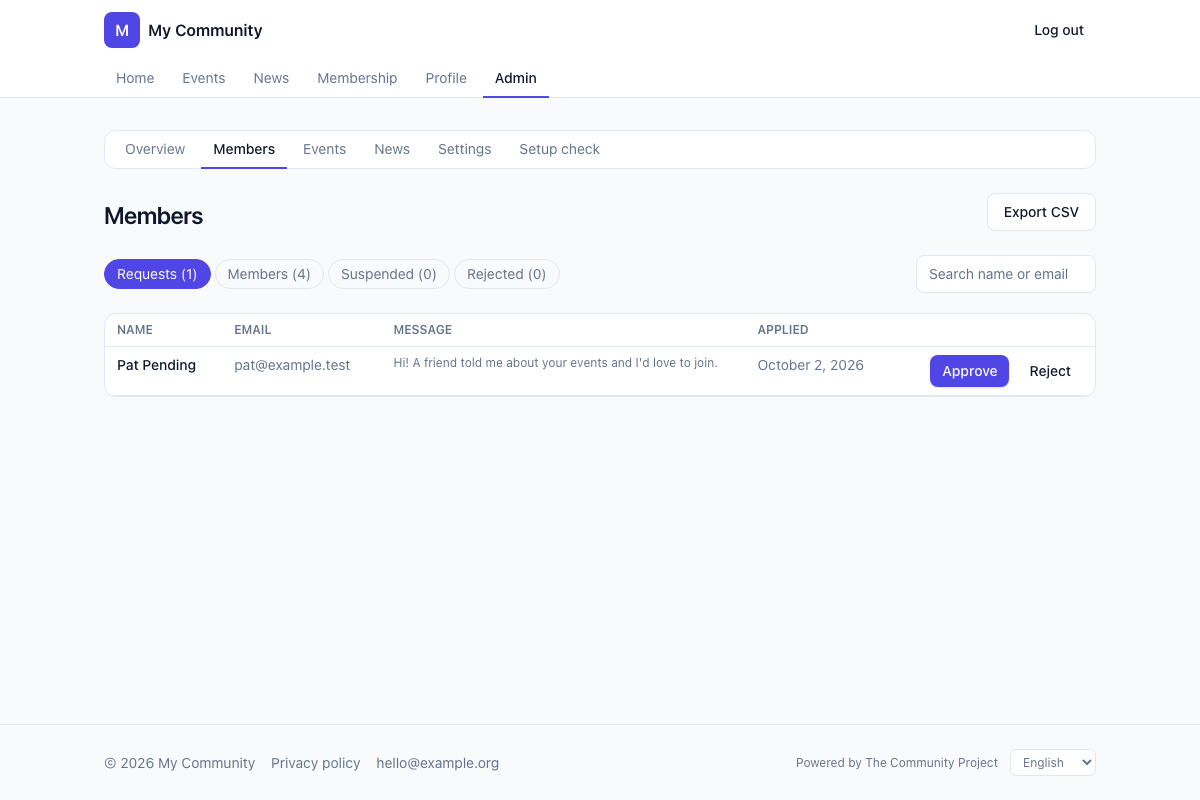 M My Community Log out
Home Events News Membership Profile Admin
Overview Members Events News Settings Setup check
Members Export CSV
Requests (1) Members (4) Suspended (0) Rejected (0) Search name or email
NAME EMAIL MESSAGE APPLIED
Pat Pending pat@example.test Hi! A friend told me about your events and I'd love to join. October 2, 2026 Approve Reject
© 2026 My Community Privacy policy hello@example.org Powered by The Community Project English